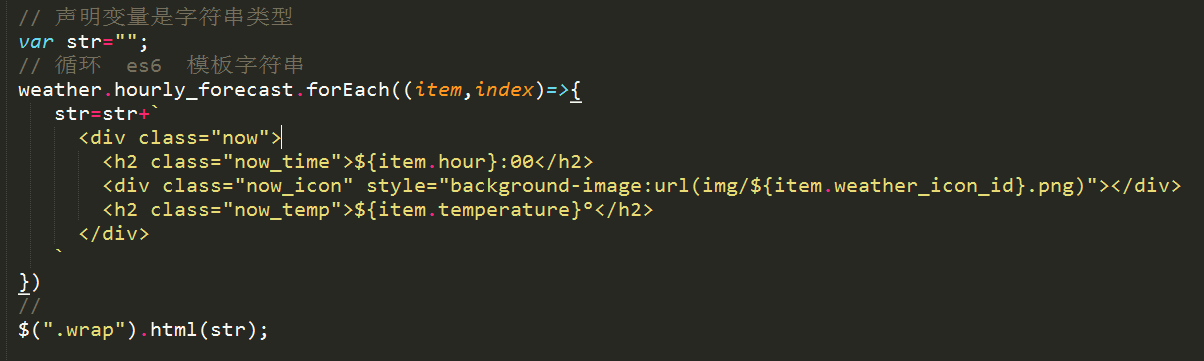 // 声明变量是字符串类型
var str="";
// 循环  es6  模板字符串
weather.hourly_forecast.forEach((item,index)=>{
   str=str+`
     <div class="now">
       <h2 class="now_time">${item.hour}:00</h2>
       <div class="now_icon" style="background-image:url(img/${item.weather_icon_id}.png)"></div>
       <h2 class="now_temp">${item.temperature}°</h2>
     </div>
   `
})
//
$(".wrap").html(str);